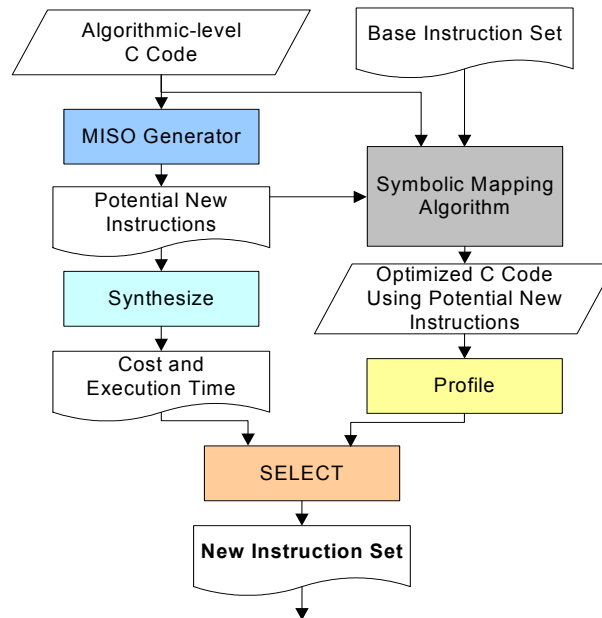 Algorithmic-level
C Code
Base Instruction Set
MISO Generator
Symbolic Mapping
Algorithm
Potential New
Instructions
Optimized C Code
Using Potential New
Instructions
Synthesize
Cost and
Execution Time
Profile
SELECT
New Instruction Set